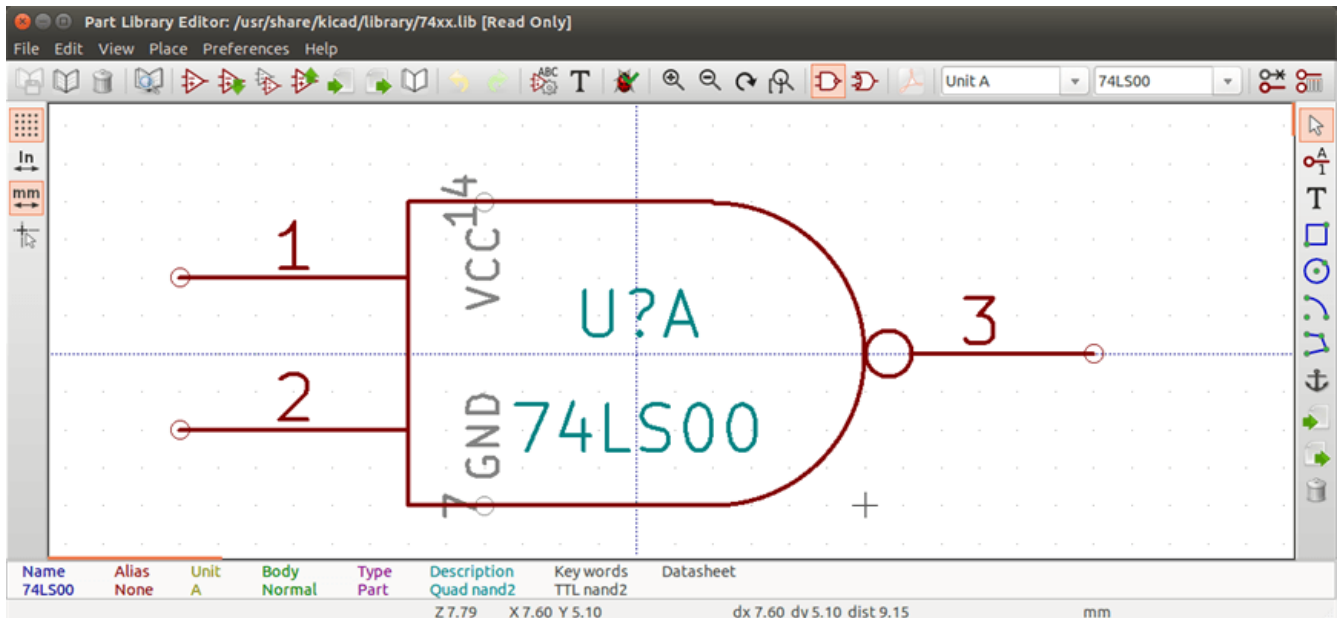 Part Library Editor: /usr/share/kicad/library/74xx.lib [Read Only]
File Edit View Place Preferences Help
ABC T Unit A 74LS00
In
mm
A
1
T
14
VCC
1
U?A
3
2
GND
74LS00
7
Name Alias Unit Body Type Description Key words Datasheet
74LS00 None A Normal Part Quad nand2 TTL nand2
Z 7.79 X 7.60 Y 5.10 dx 7.60 dy 5.10 dist 9.15 mm